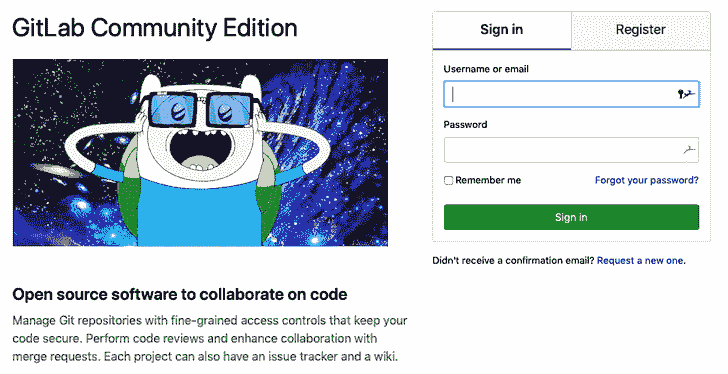 GitLab Community Edition
Sign in
Register
Username or email
Password
Remember me
Forgot your password?
Sign in
Didn't receive a confirmation email? Request a new one.
Open source software to collaborate on code
Manage Git repositories with fine-grained access controls that keep your
code secure. Perform code reviews and enhance collaboration with
merge requests. Each project can also have an issue tracker and a wiki.